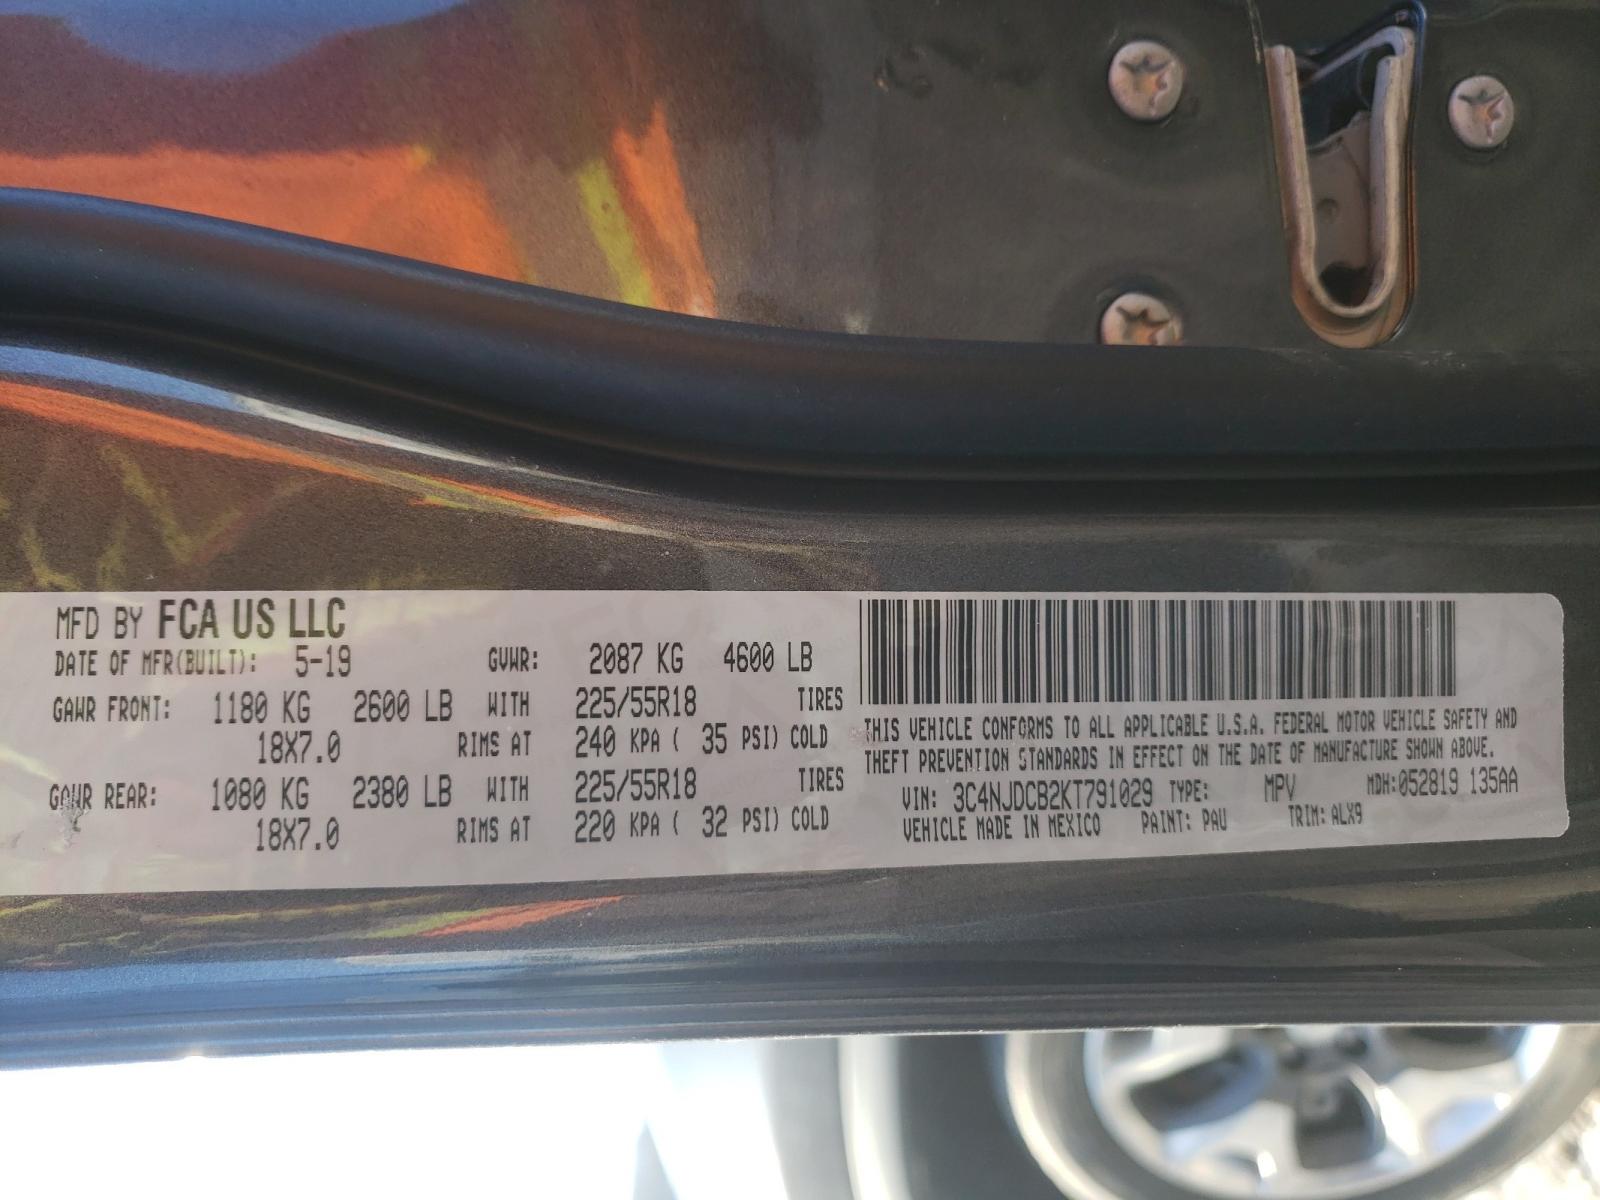 MFD BY FCA US LLC
DATE OF MFR(BUILT): 5-19 GVWR: 2087 KG 4600 LB
GAWR FRONT: 1180 KG 2600 LB WITH 225/55R18 TIRES
18X7.0 RIMS AT 240 KPA ( 35 PSI) COLD
GAWR REAR: 1080 KG 2380 LB WITH 225/55R18 TIRES
18X7.0 RIMS AT 220 KPA ( 32 PSI) COLD
THIS VEHICLE CONFORMS TO ALL APPLICABLE U.S.A. FEDERAL MOTOR VEHICLE SAFETY AND
THEFT PREVENTION STANDARDS IN EFFECT ON THE DATE OF MANUFACTURE SHOWN ABOVE.
VIN: 3C4NJDCB2KT791029 TYPE: MPV MDH:052819 135AA
VEHICLE MADE IN MEXICO PAINT: PAU TRIM: ALX9